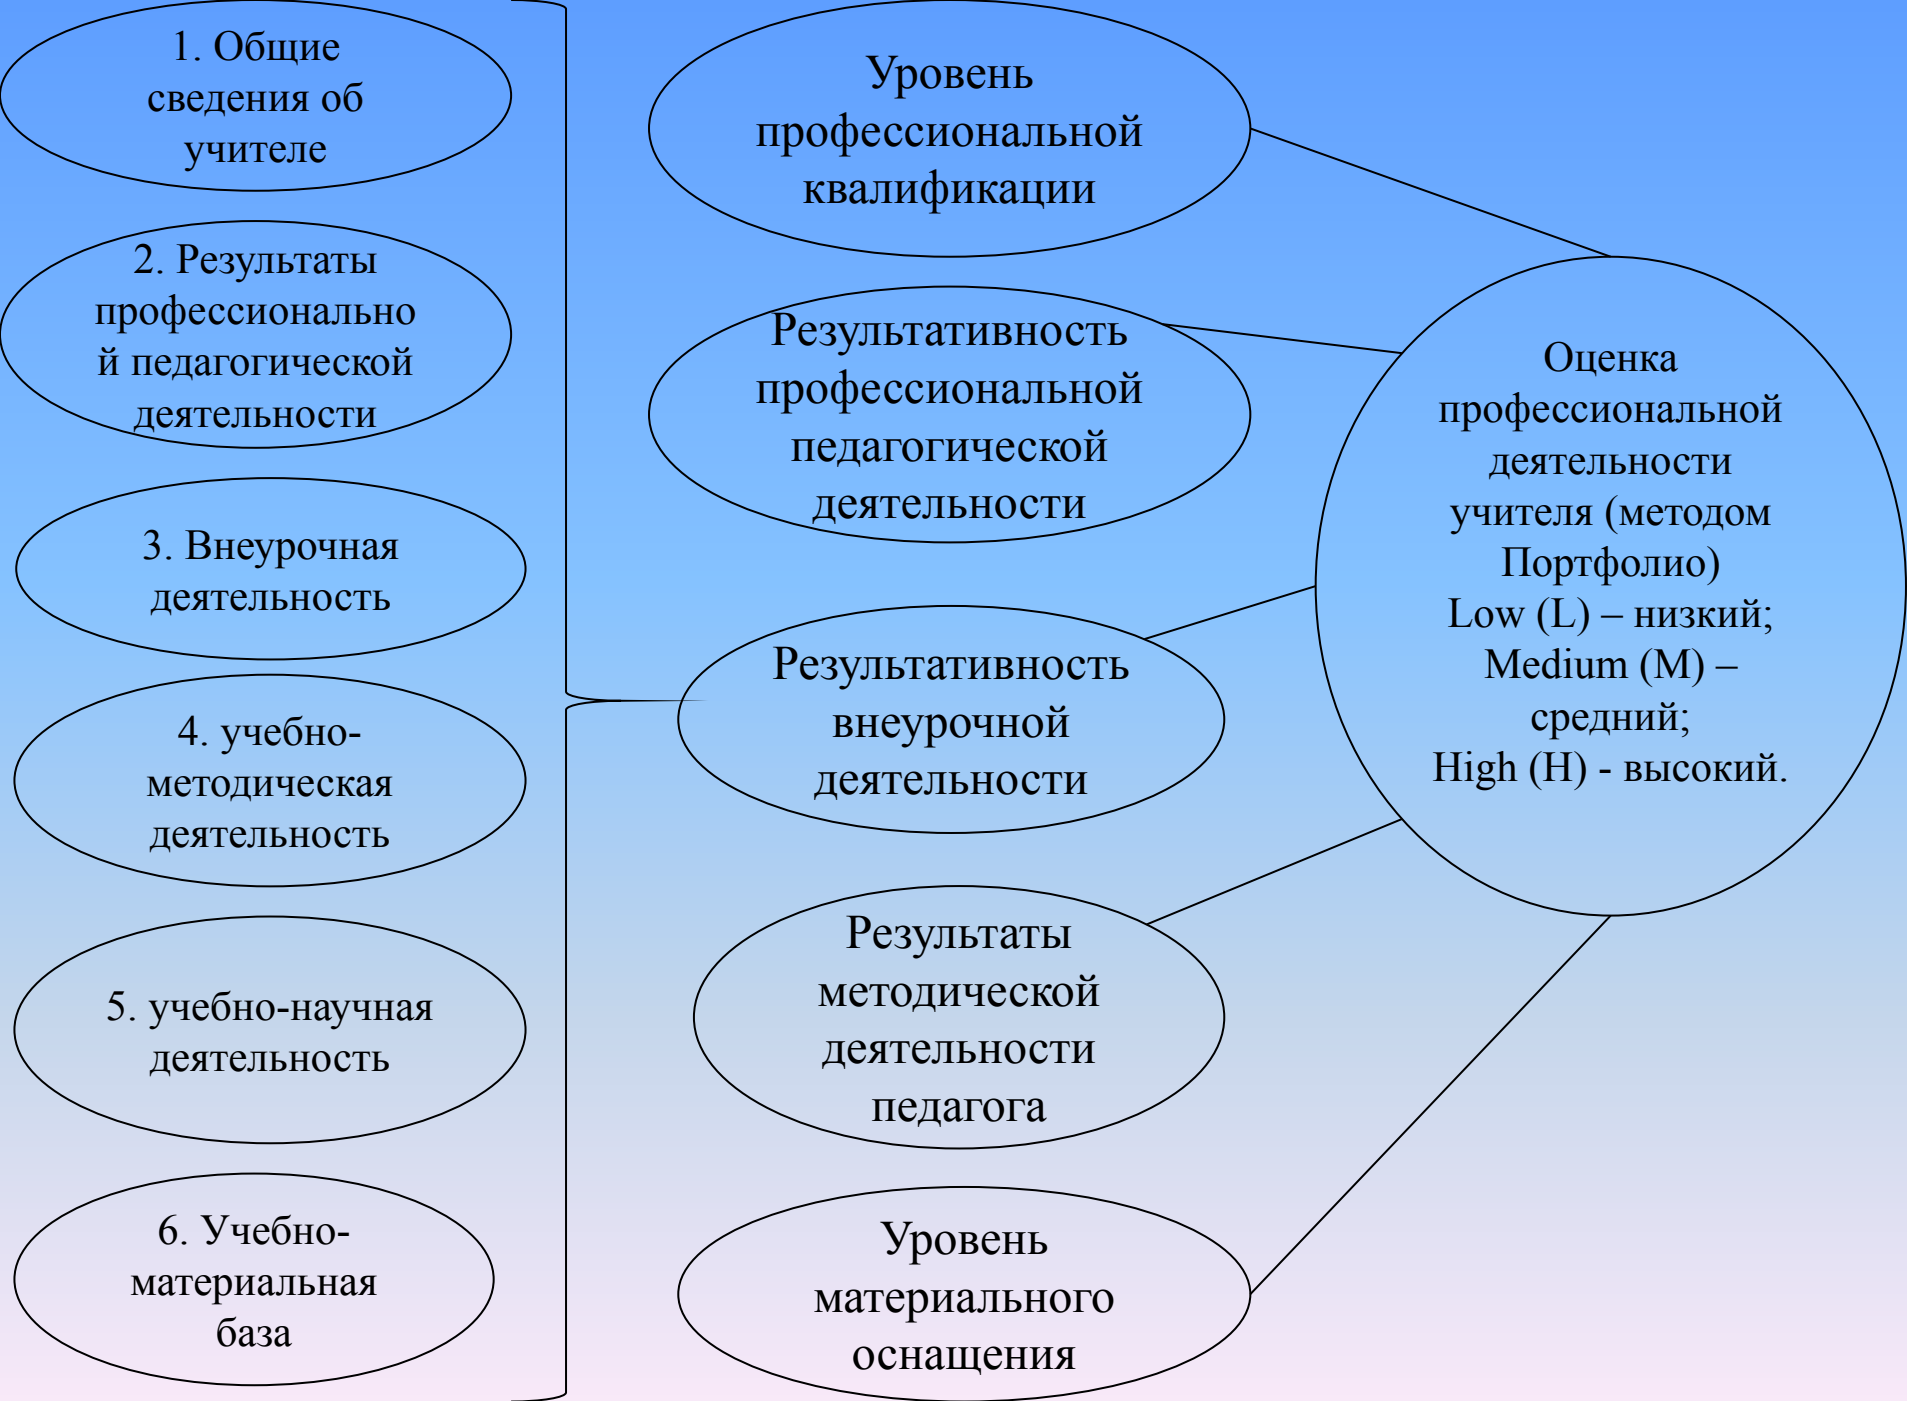 1. Общие
сведения об
учителе
2. Результаты
профессионально
й педагогической
деятельности
3. Внеурочная
деятельность
4. учебно-
методическая
деятельность
5. учебно-научная
деятельность
6. Учебно-
материальная
база
Уровень
профессиональной
квалификации
Результативность
профессиональной
педагогической
деятельности
Результативность
внеурочной
деятельности
Результаты
методической
деятельности
педагога
Уровень
материального
оснащения
Оценка
профессиональной
деятельности
учителя (методом
Портфолио)
Low (L) – низкий;
Medium (M) –
средний;
High (H) - высокий.